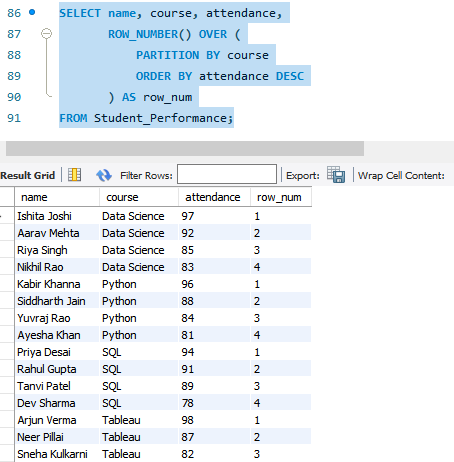 86 SELECT name, course, attendance,
87 ROW_NUMBER() OVER (
88 PARTITION BY course
89 ORDER BY attendance DESC
90 ) AS row_num
91 FROM Student_Performance;
Result Grid Filter Rows: Export: Wrap Cell Content:
name course attendance row_num
Ishita Joshi Data Science 97 1
Aarav Mehta Data Science 92 2
Riya Singh Data Science 85 3
Nikhil Rao Data Science 83 4
Kabir Khanna Python 96 1
Siddharth Jain Python 88 2
Yuvraj Rao Python 84 3
Ayesha Khan Python 81 4
Priya Desai SQL 94 1
Rahul Gupta SQL 91 2
Tanvi Patel SQL 89 3
Dev Sharma SQL 78 4
Arjun Verma Tableau 98 1
Neer Pillai Tableau 87 2
Sneha Kulkarni Tableau 82 3